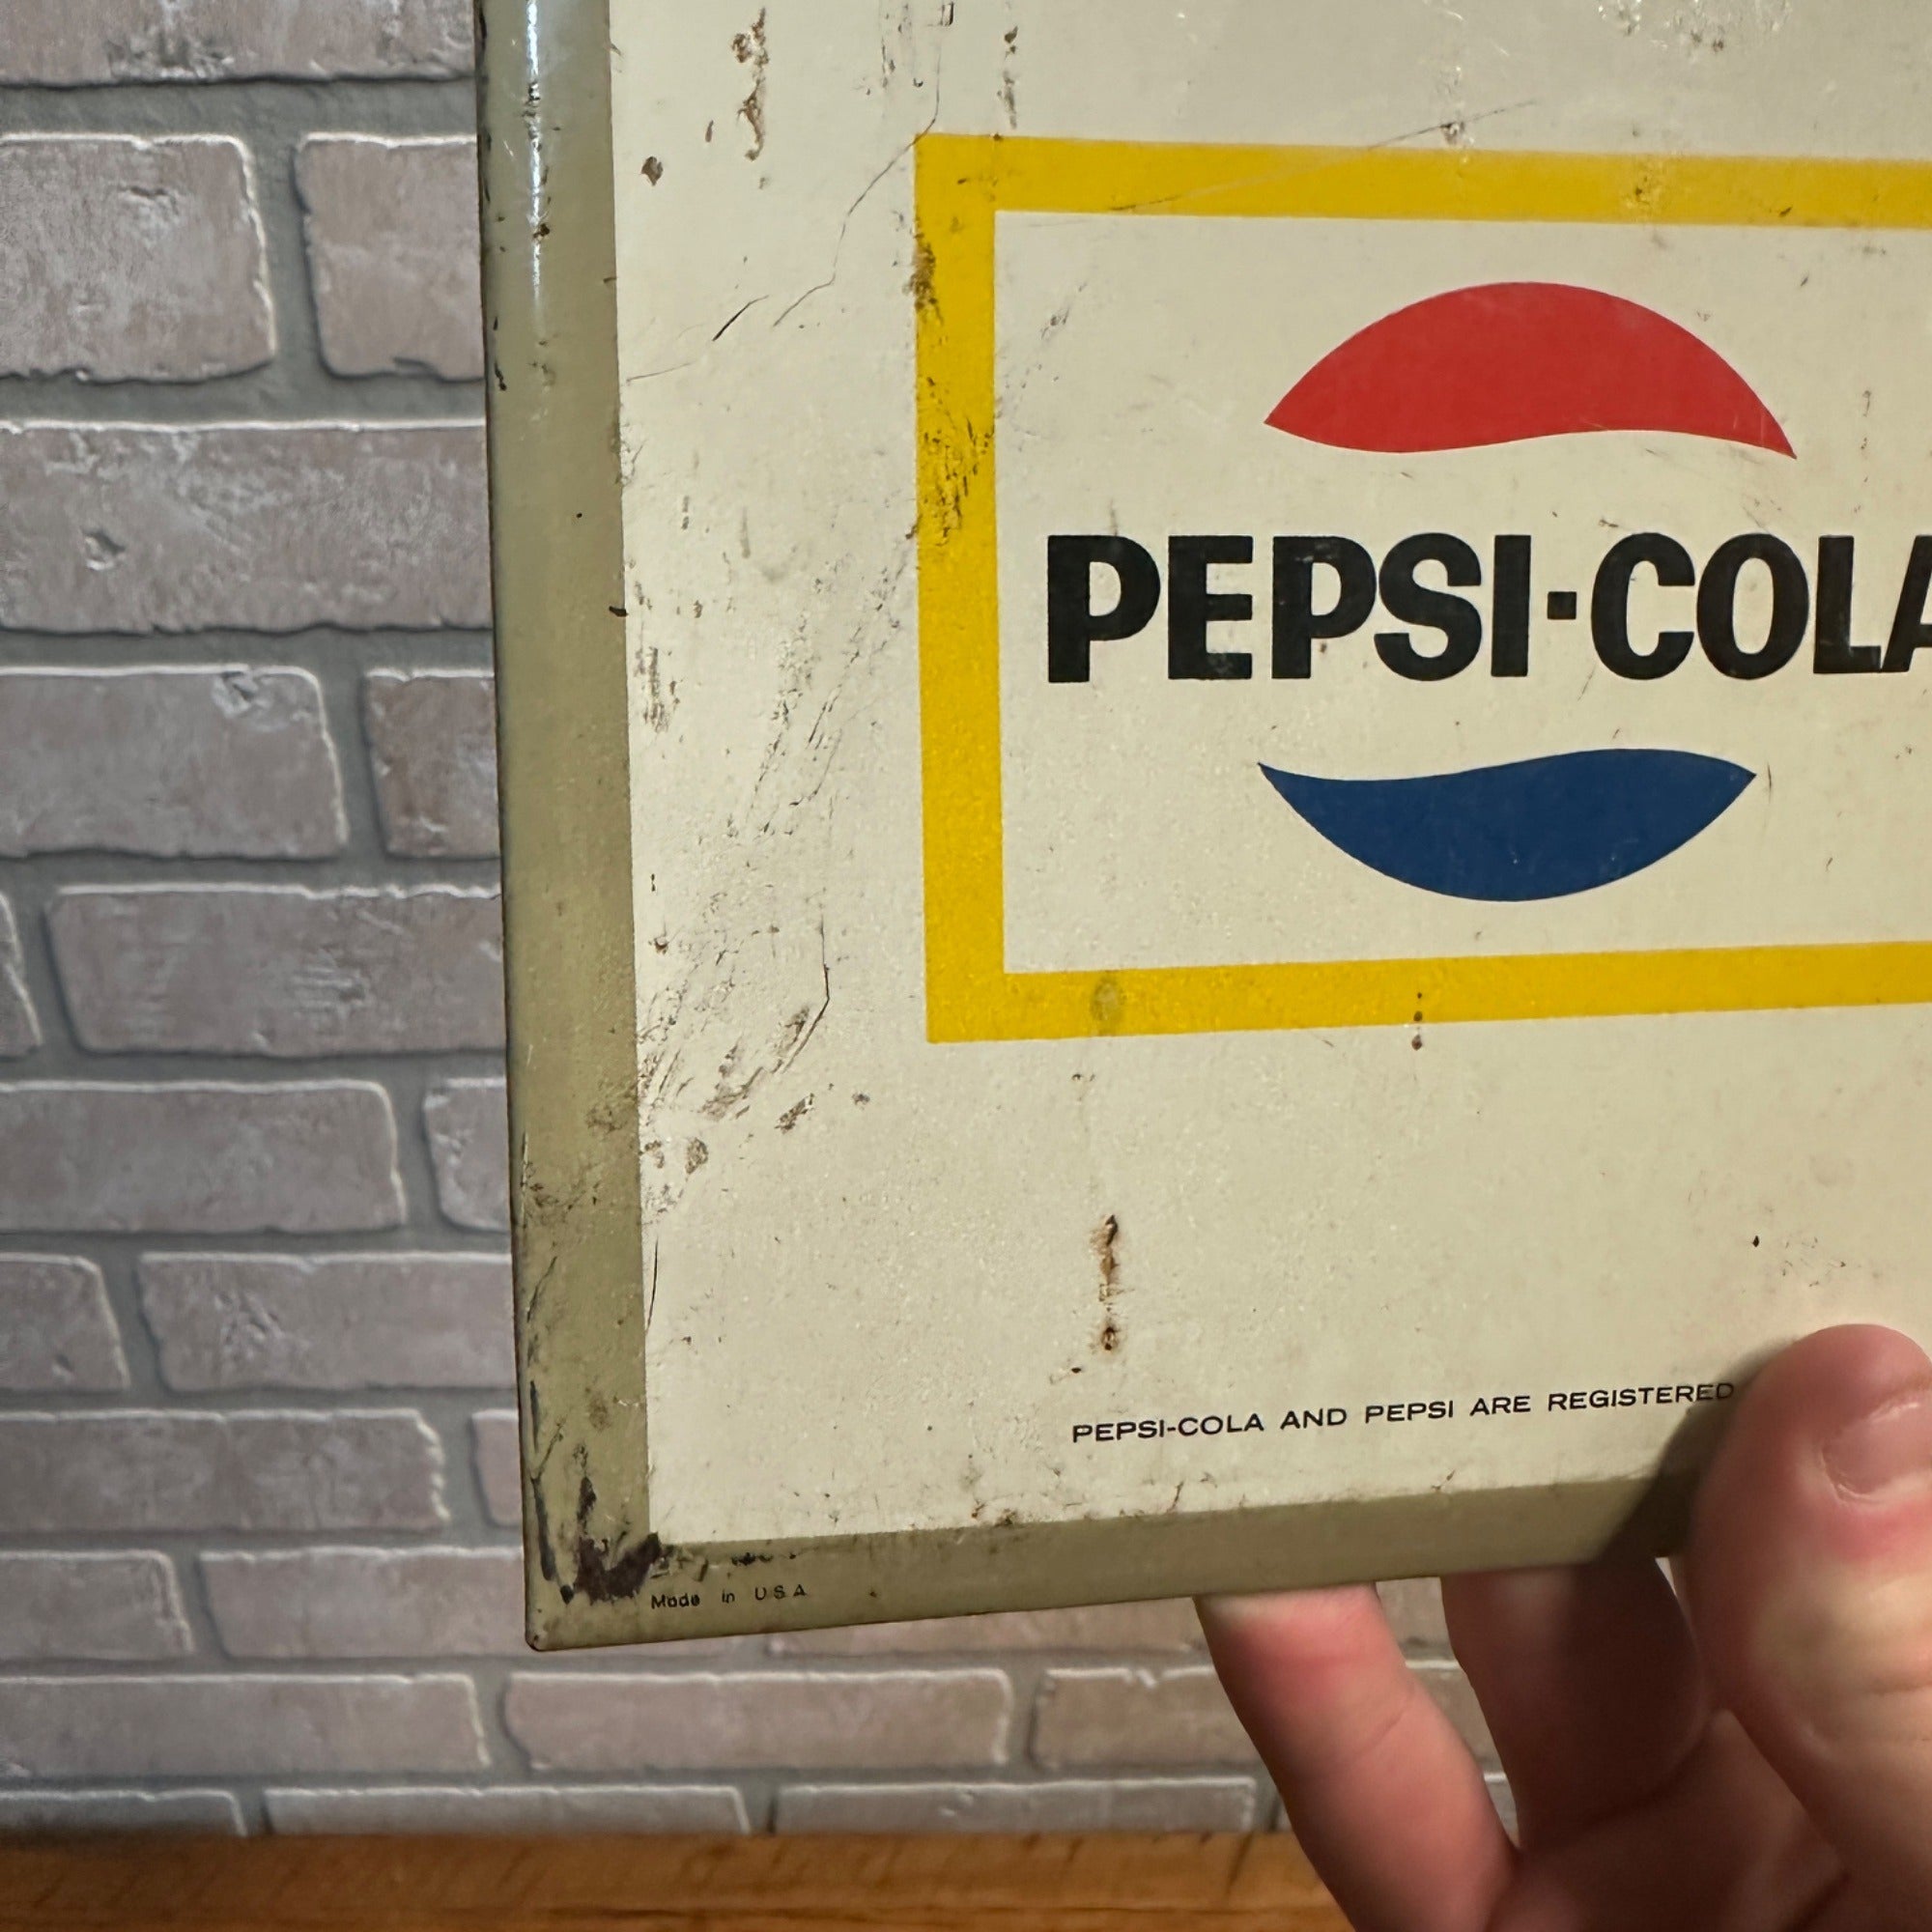 PEPSI·COLA
PEPSI-COLA AND PEPSI ARE REGISTERED
Made in U S A